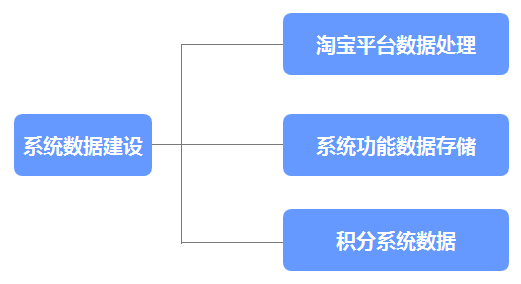 系统数据建设
淘宝平台数据处理
系统功能数据存储
积分系统数据